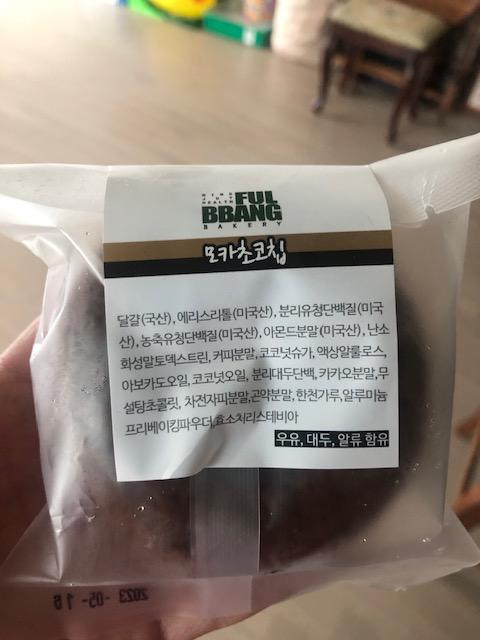 FUL
HEALTH
BBANG
BAKERY
모카초코칩
달걀(국산), 에리스리톨(미국산), 분리유청단백질(미국
산), 농축유청단백질(미국산), 아몬드분말(미국산), 난소
화성말토덱스트린, 커피분말, 코코넛슈가, 액상알룰로스,
아보카도오일, 코코넛오일, 분리대두단백, 카카오분말, 무
설탕초콜릿, 차전자피분말,곤약분말, 한천가루,알루미늄
프리베이킹파우더,효소처리스테비아
우유, 대두, 알류 함유
2023-05-16